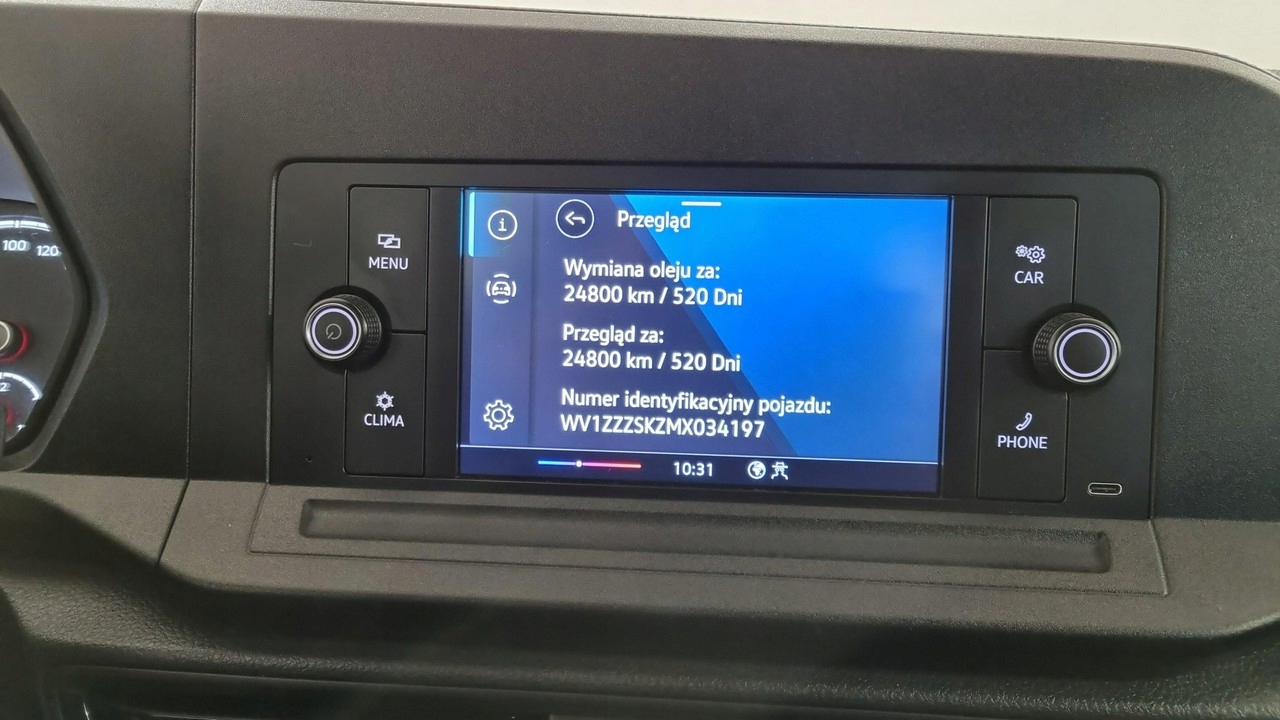 100
120
2
MENU
CLIMA
i
Przegląd
Wymiana oleju za:
24800 km / 520 Dni
Przegląd za:
24800 km / 520 Dni
Numer identyfikacyjny pojazdu:
WV1ZZZSKZMX034197
10:31
CAR
PHONE